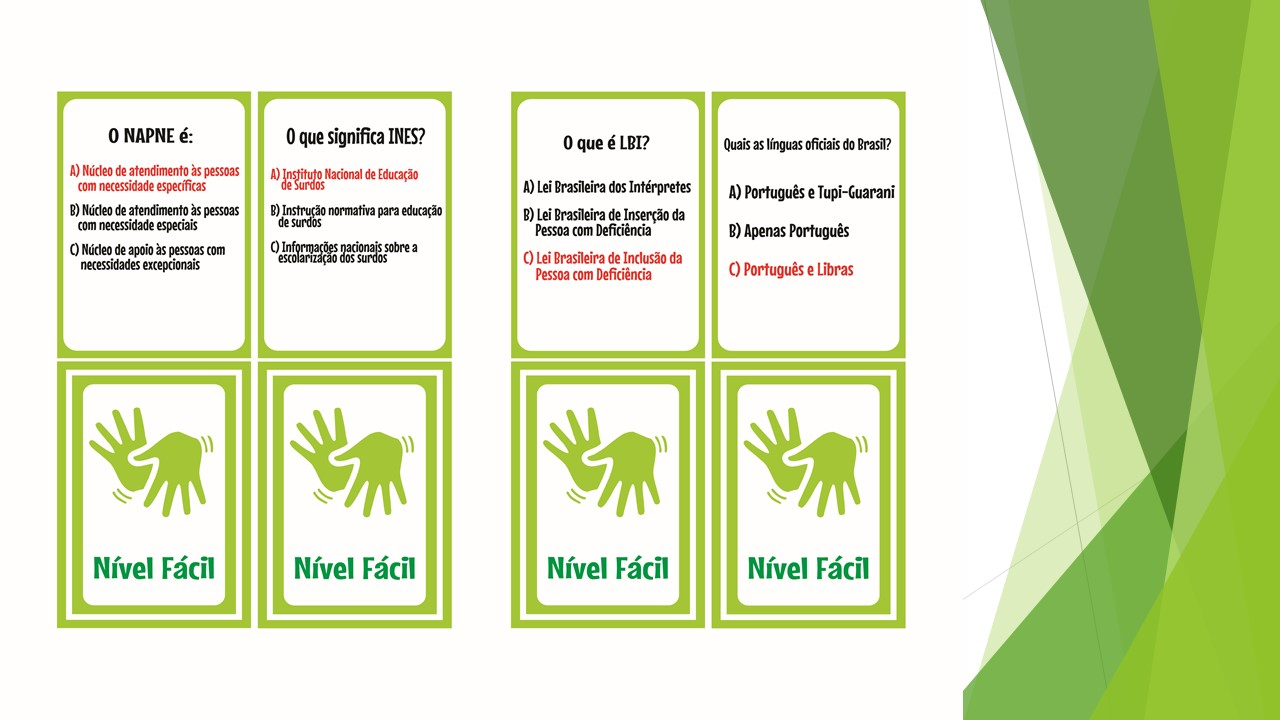 O NAPNE é:
A) Núcleo de atendimento às pessoas
com necessidade específicas
B) Núcleo de atendimento às pessoas
com necessidade especiais
C) Núcleo de apoio às pessoas com
necessidades excepcionais
O que significa INES?
A) Instituto Nacional de Educação
de Surdos
B) Instrução normativa para educação
de surdos
C) Informações nacionais sobre a
escolarização dos surdos
O que é LBI?
A) Lei Brasileira dos Intérpretes
B) Lei Brasileira de Inserção da
Pessoa com Deficiência
C) Lei Brasileira de Inclusão da
Pessoa com Deficiência
Quais as línguas oficiais do Brasil?
A) Português e Tupi-Guarani
B) Apenas Português
C) Português e Libras
Nível Fácil
Nível Fácil
Nível Fácil
Nível Fácil